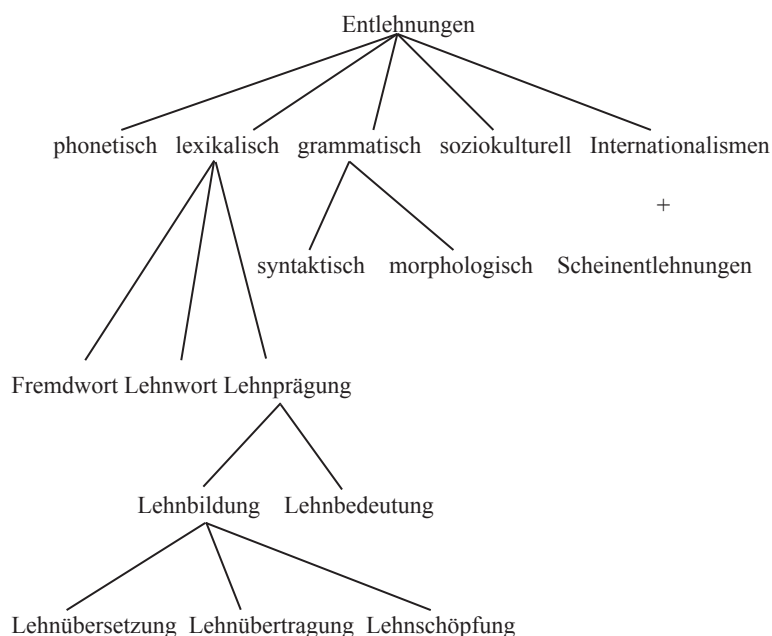 Entlehnungen
phonetisch lexikalisch grammatisch soziokulturell Internationalismen
+
syntaktisch morphologisch Scheinentlehnungen
Fremdwort Lehnwort Lehnprägung
Lehnbildung Lehnbedeutung
Lehnübersetzung Lehnübertragung Lehnschöpfung